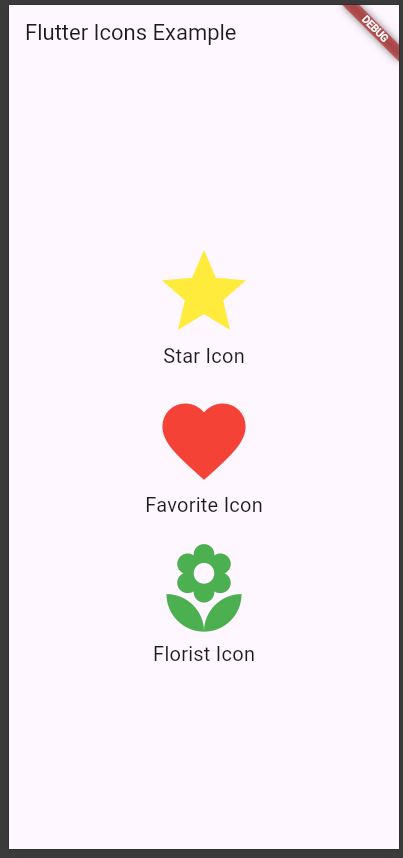 Flutter Icons Example
DEBUG
Star Icon
Favorite Icon
Florist Icon